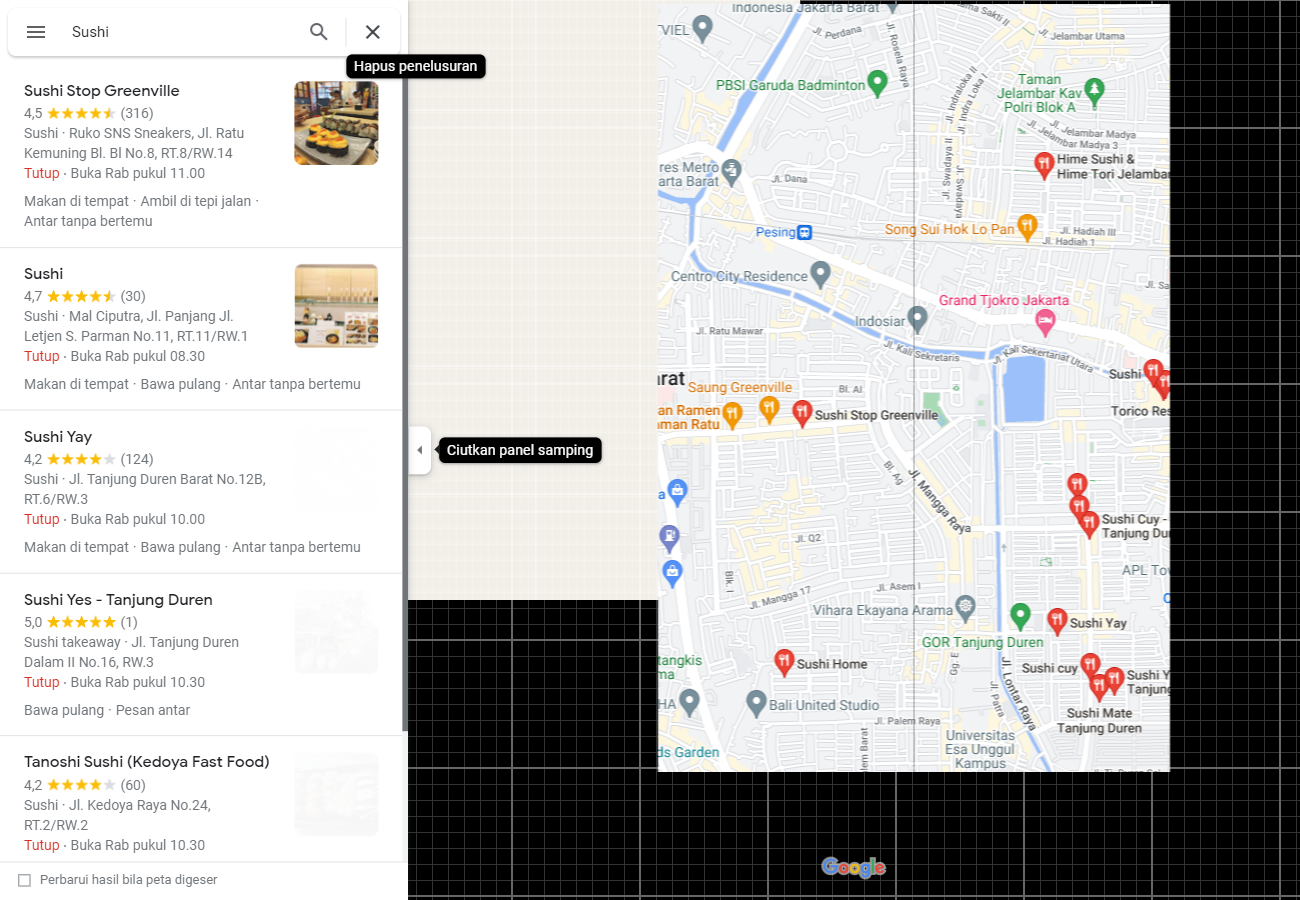 Sushi
Hapus penelusuran
Sushi Stop Greenville
4,5 (316)
Sushi · Ruko SNS Sneakers, Jl. Ratu
Kemuning Bl. Bl No.8, RT.8/RW.14
Tutup · Buka Rab pukul 11.00
Makan di tempat · Ambil di tepi jalan ·
Antar tanpa bertemu
Sushi
4,7 (30)
Sushi · Mal Ciputra, Jl. Panjang Jl.
Letjen S. Parman No.11, RT.11/RW.1
Tutup · Buka Rab pukul 08.30
Makan di tempat · Bawa pulang · Antar tanpa bertemu
Sushi Yay
4,2 (124)
Sushi · Jl. Tanjung Duren Barat No.12B,
RT.6/RW.3
Tutup · Buka Rab pukul 10.00
Makan di tempat · Bawa pulang · Antar tanpa bertemu
Sushi Yes - Tanjung Duren
5,0 (1)
Sushi takeaway · Jl. Tanjung Duren
Dalam II No.16, RW.3
Tutup · Buka Rab pukul 10.30
Bawa pulang · Pesan antar
Tanoshi Sushi (Kedoya Fast Food)
4,2 (60)
Sushi · Jl. Kedoya Raya No.24,
RT.2/RW.2
Tutup · Buka Rab pukul 10.30
Perbarui hasil bila peta digeser
Ciutkan panel samping
Indonesia Jakarta Barat
TVIEL
Jl. Perdana
Jl. Rosela Raya
Jl. Jelambar Utama
PBSI Garuda Badminton
Jl. Indraloka II
Jl. Indra Loka I
Taman
Jelambar Kav
Polri Blok A
Jl. Jelambar Madya
Jl. Jelambar Madya 3
Hime Sushi &
Hime Tori Jelambar
res Metro
arta Barat
Jl. Dana
Jl. Swadaya II
Jl. Swadaya
Pesing
Song Sui Hok Lo Pan
Jl. Hadiah III
Jl. Hadiah 1
Centro City Residence
Jl. Sa
Grand Tjokro Jakarta
Indosiar
Jl. Ratu Mawar
Jl. Kali Sekretaris
Jl. Kali Sekertariat Utara
Sushi
rat
Saung Greenville
Bl. AI
an Ramen
man Ratu
Sushi Stop Greenville
Torico Res
Bl. Ag
Jl. Mangga Raya
a
Sushi Cuy -
Tanjung Dur
Jl. Q2
APL Tow
Blk. I
Jl. Mangga 17
Jl. Asem I
Vihara Ekayana Arama
GOR Tanjung Duren
Sushi Yay
Gg. E
tangkis
ma
Sushi Home
Jl. Lontar Raya
Sushi cuy
Sushi Y
Tanjung
HA
Bali United Studio
Jl. Patra
Sushi Mate
Tanjung Duren
Jl. Palem Raya
lem Barat
Universitas
Esa Unggul
Kampus
ds Garden
Google